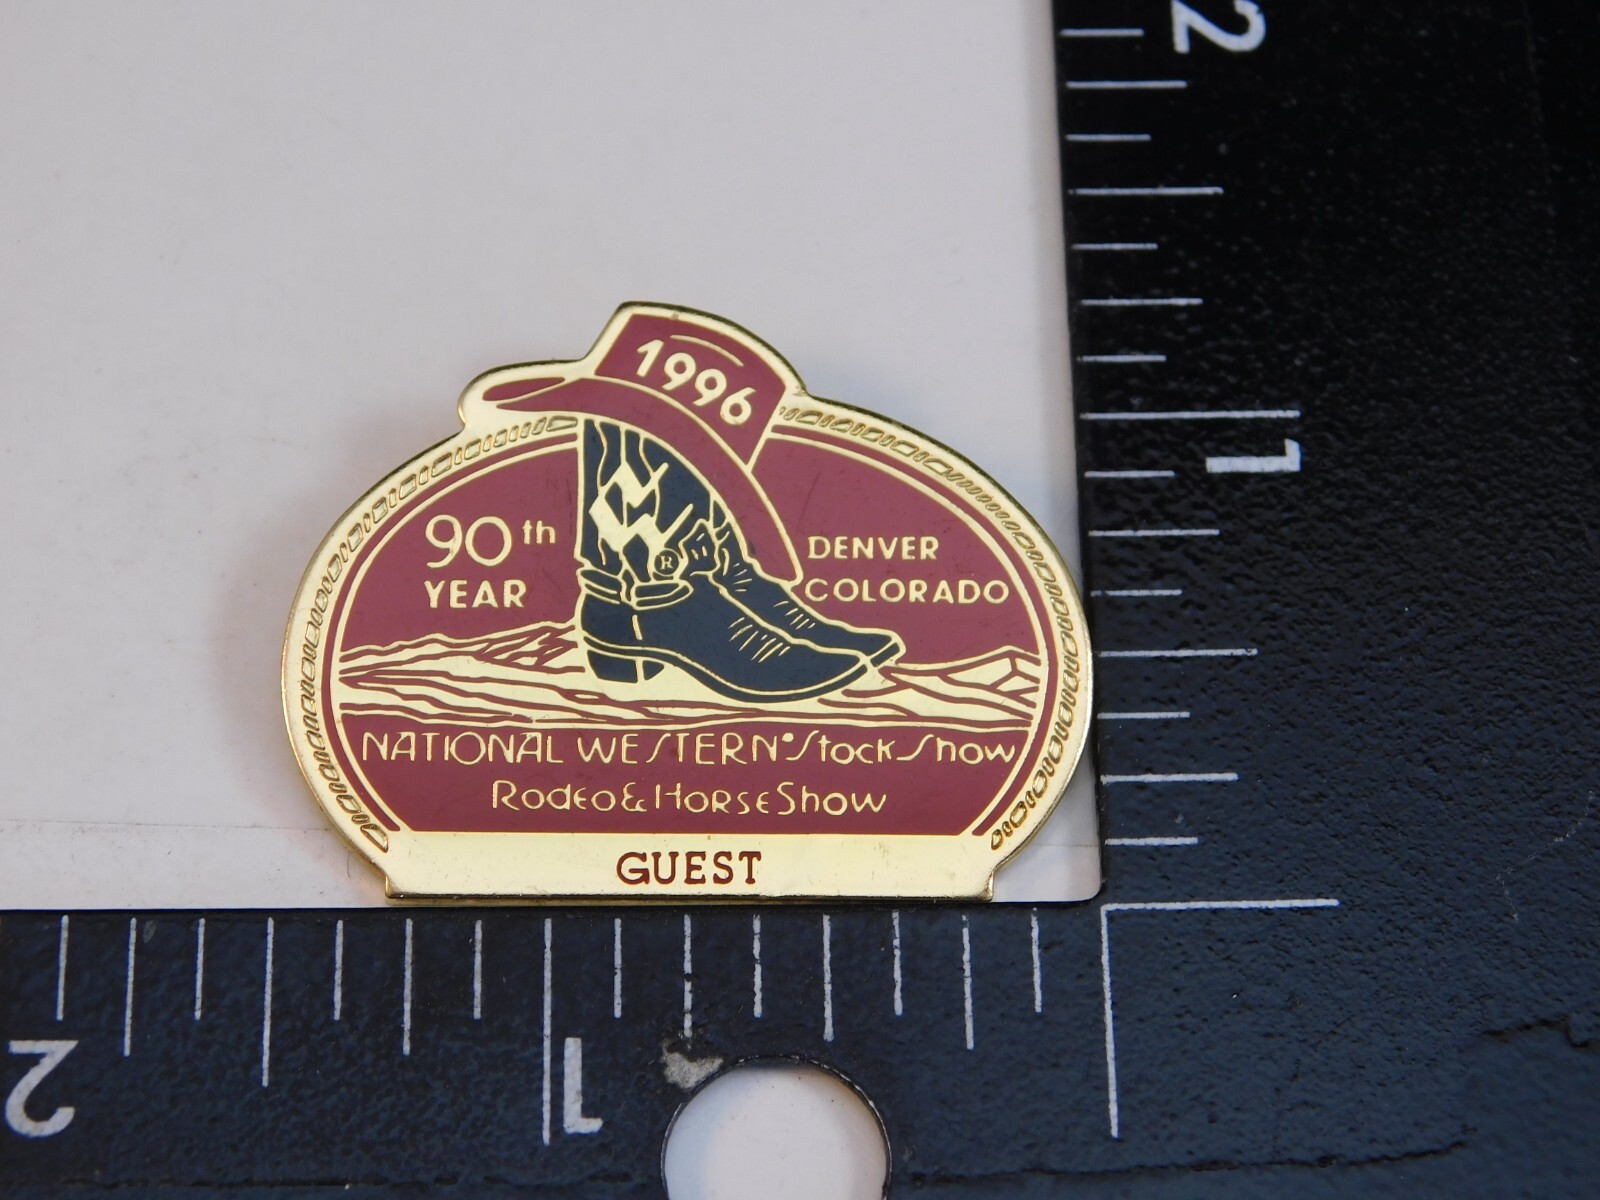 1996
90th
YEAR
DENVER
COLORADO
®
NATIONAL WESTERN Stock Show
Rodeo & Horse Show
GUEST
2
1
1
2